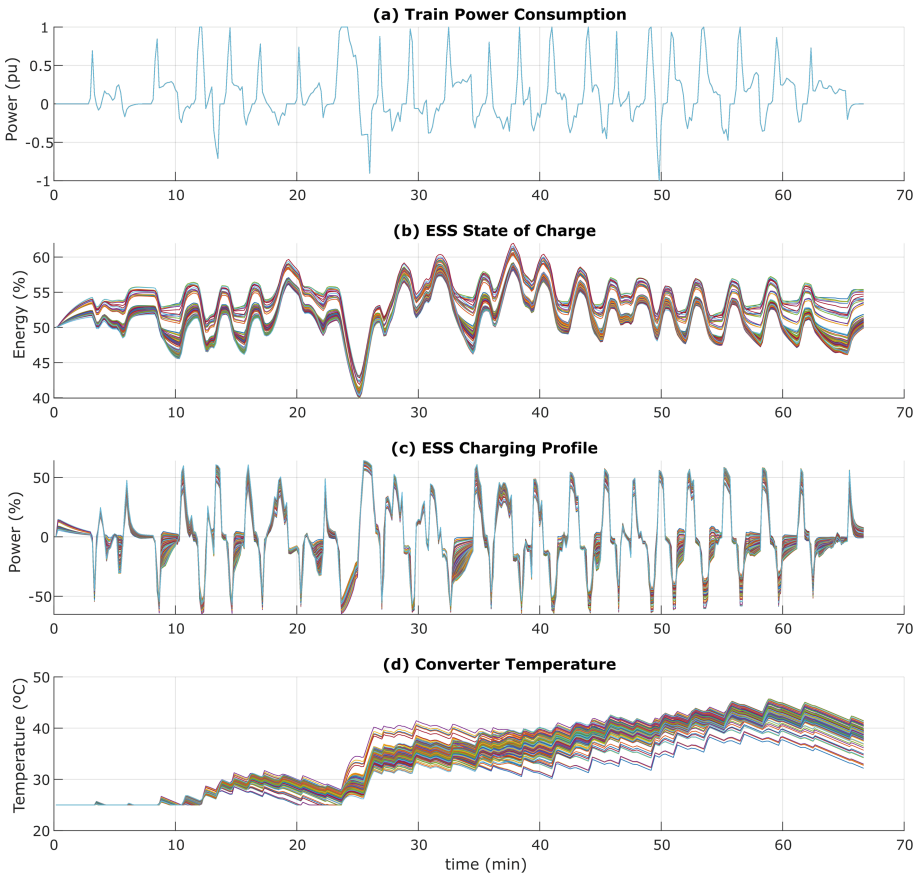 (a) Train Power Consumption
Power (pu)
1
0.5
0
-0.5
-1
0 10 20 30 40 50 60 70
(b) ESS State of Charge
Energy (%)
60
55
50
45
40
0 10 20 30 40 50 60 70
(c) ESS Charging Profile
Power (%)
50
0
-50
0 10 20 30 40 50 60 70
(d) Converter Temperature
Temperature (ºC)
50
40
30
20
0 10 20 30 40 50 60 70
time (min)